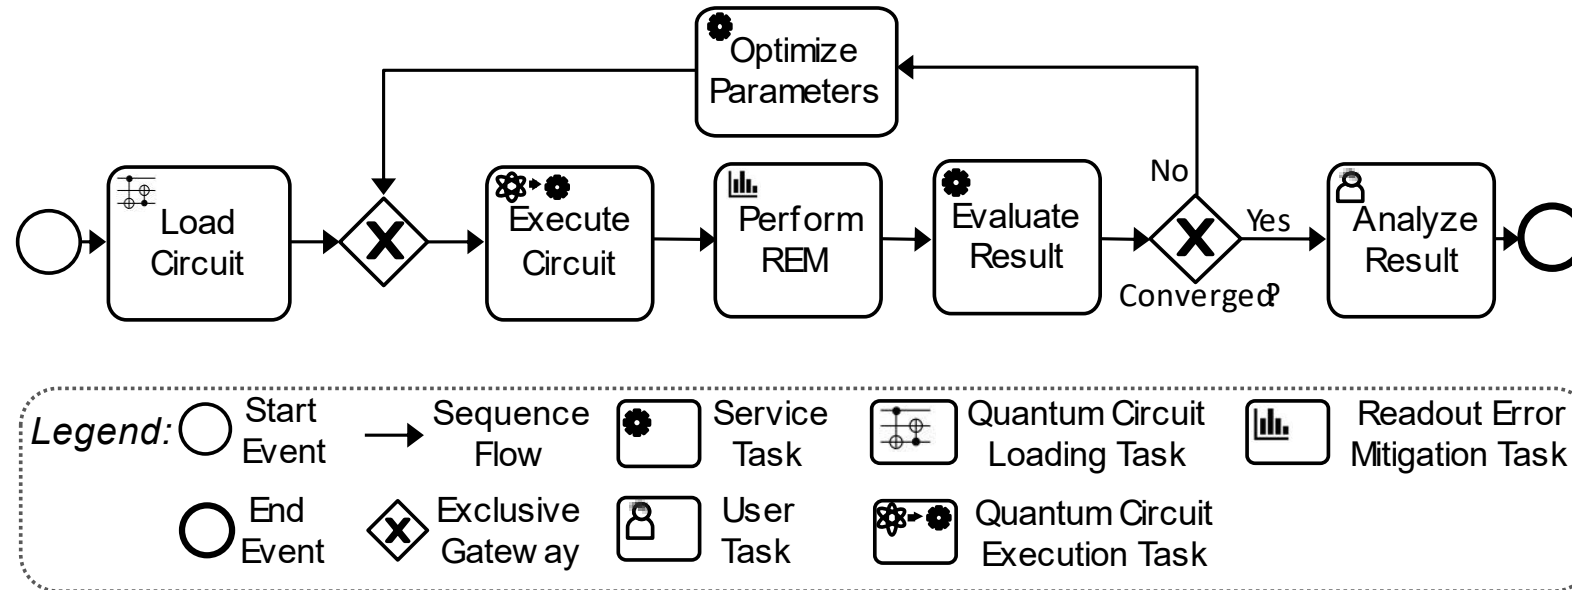 Optimize
Parameters
No
Load
Circuit
Execute
Circuit
Perform
REM
Evaluate
Result
Yes
Converged?
Analyze
Result
Legend:
Start
Event
Sequence
Flow
Service
Task
Quantum Circuit
Loading Task
Readout Error
Mitigation Task
End
Event
Exclusive
Gateway
User
Task
Quantum Circuit
Execution Task